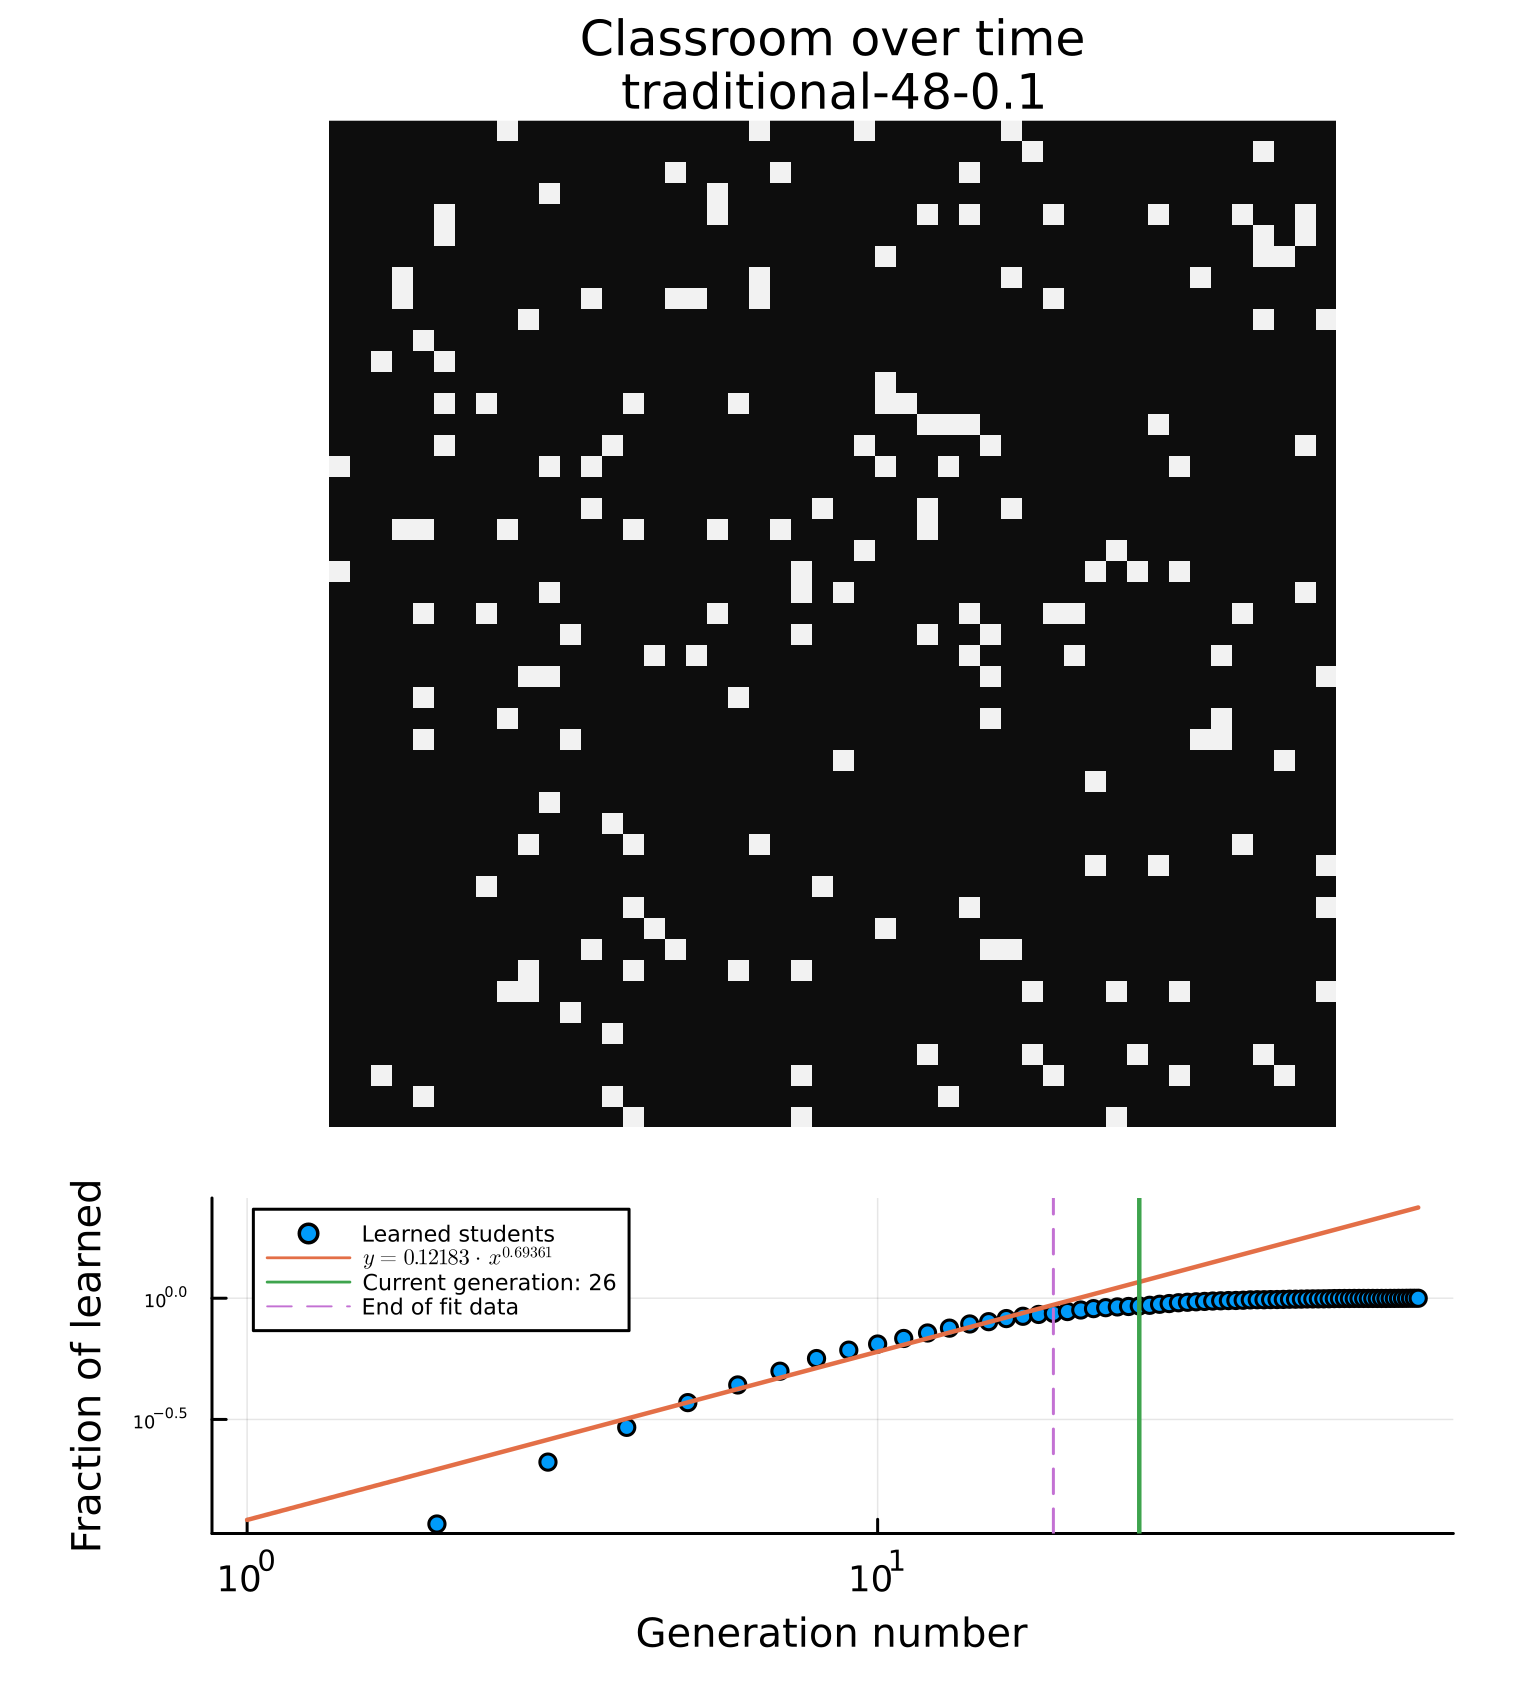 Classroom over time
traditional-48-0.1
Fraction of learned
Learned students
y = 0.12183 · x^0.69361
Current generation: 26
End of fit data
10^0.0
10^−0.5
10^0
10^1
Generation number